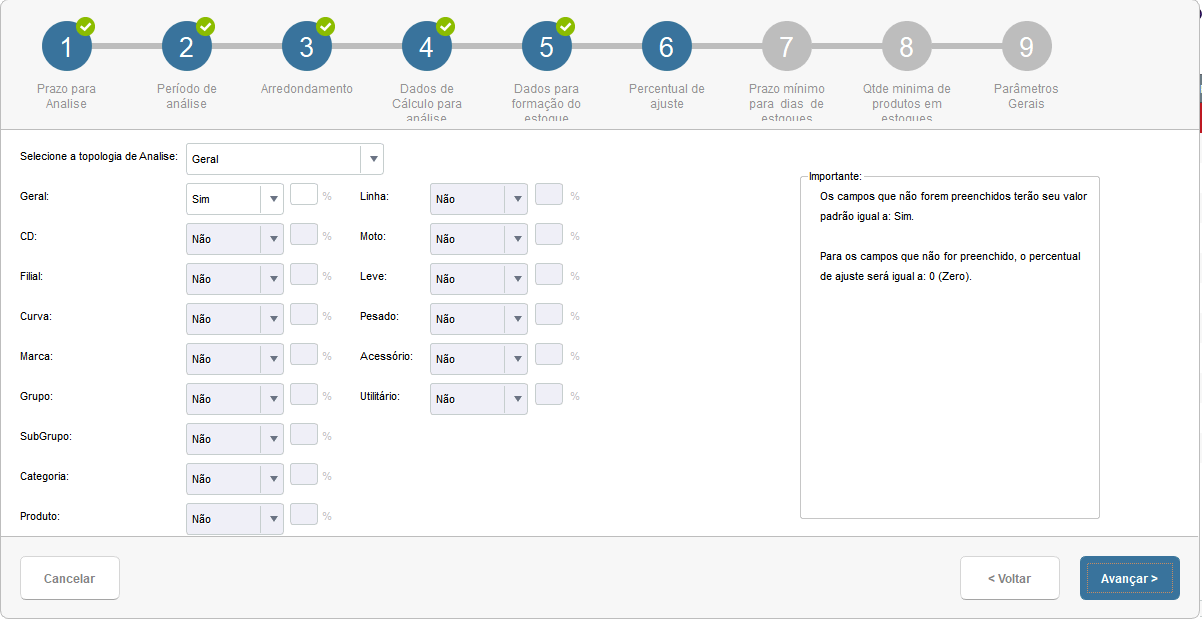 1 2 3 4 5 6 7 8 9
Prazo para
Analise
Período de
análise
Arredondamento
Dados de
Cálculo para
análise
Dados para
formação do
estoque
Percentual de
ajuste
Prazo mínimo
para dias de
estqoues
Qtde minima de
produtos em
estoques
Parâmetros
Gerais
Selecione a topologia de Analise: Geral
Geral: Sim % Linha: Não %
CD: Não % Moto: Não %
Filial: Não % Leve: Não %
Curva: Não % Pesado: Não %
Marca: Não % Acessório: Não %
Grupo: Não % Utilitário: Não %
SubGrupo: Não %
Categoria: Não %
Produto: Não %
Importante:
Os campos que não forem preenchidos terão seu valor
padrão igual a: Sim.
Para os campos que não for preenchido, o percentual
de ajuste será igual a: 0 (Zero).
Cancelar < Voltar Avançar >